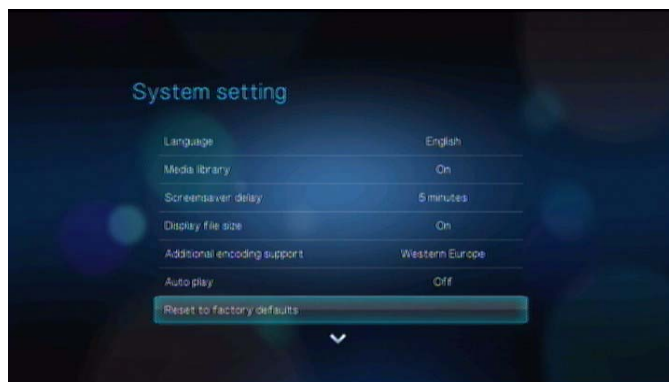 System setting
Language English
Media library On
Screensaver delay 5 minutes
Display file size On
Additional encoding support Western Europe
Auto play Off
Reset to factory defaults